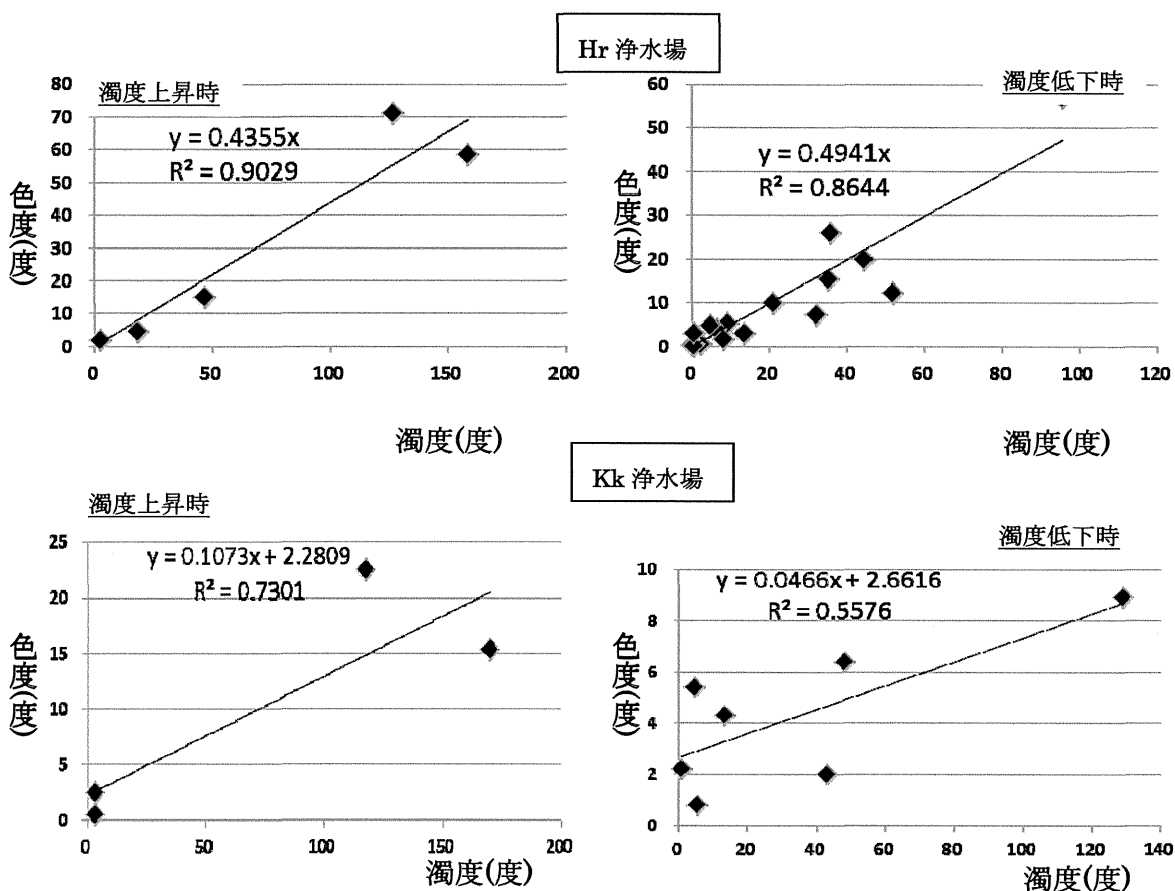 Hr 浄水場
濁度上昇時
y = 0.4355x
R² = 0.9029
色度(度)
80
70
60
50
40
30
20
10
0
0 50 100 150 200
濁度(度)
濁度低下時
y = 0.4941x
R² = 0.8644
60
50
40
30
20
10
0
色度(度)
0 20 40 60 80 100 120
濁度(度)
Kk 浄水場
濁度上昇時
y = 0.1073x + 2.2809
R² = 0.7301
25
20
15
10
5
0
色度(度)
0 50 100 150 200
濁度(度)
濁度低下時
y = 0.0466x + 2.6616
R² = 0.5576
10
8
6
4
2
0
色度(度)
0 20 40 60 80 100 120 140
濁度(度)